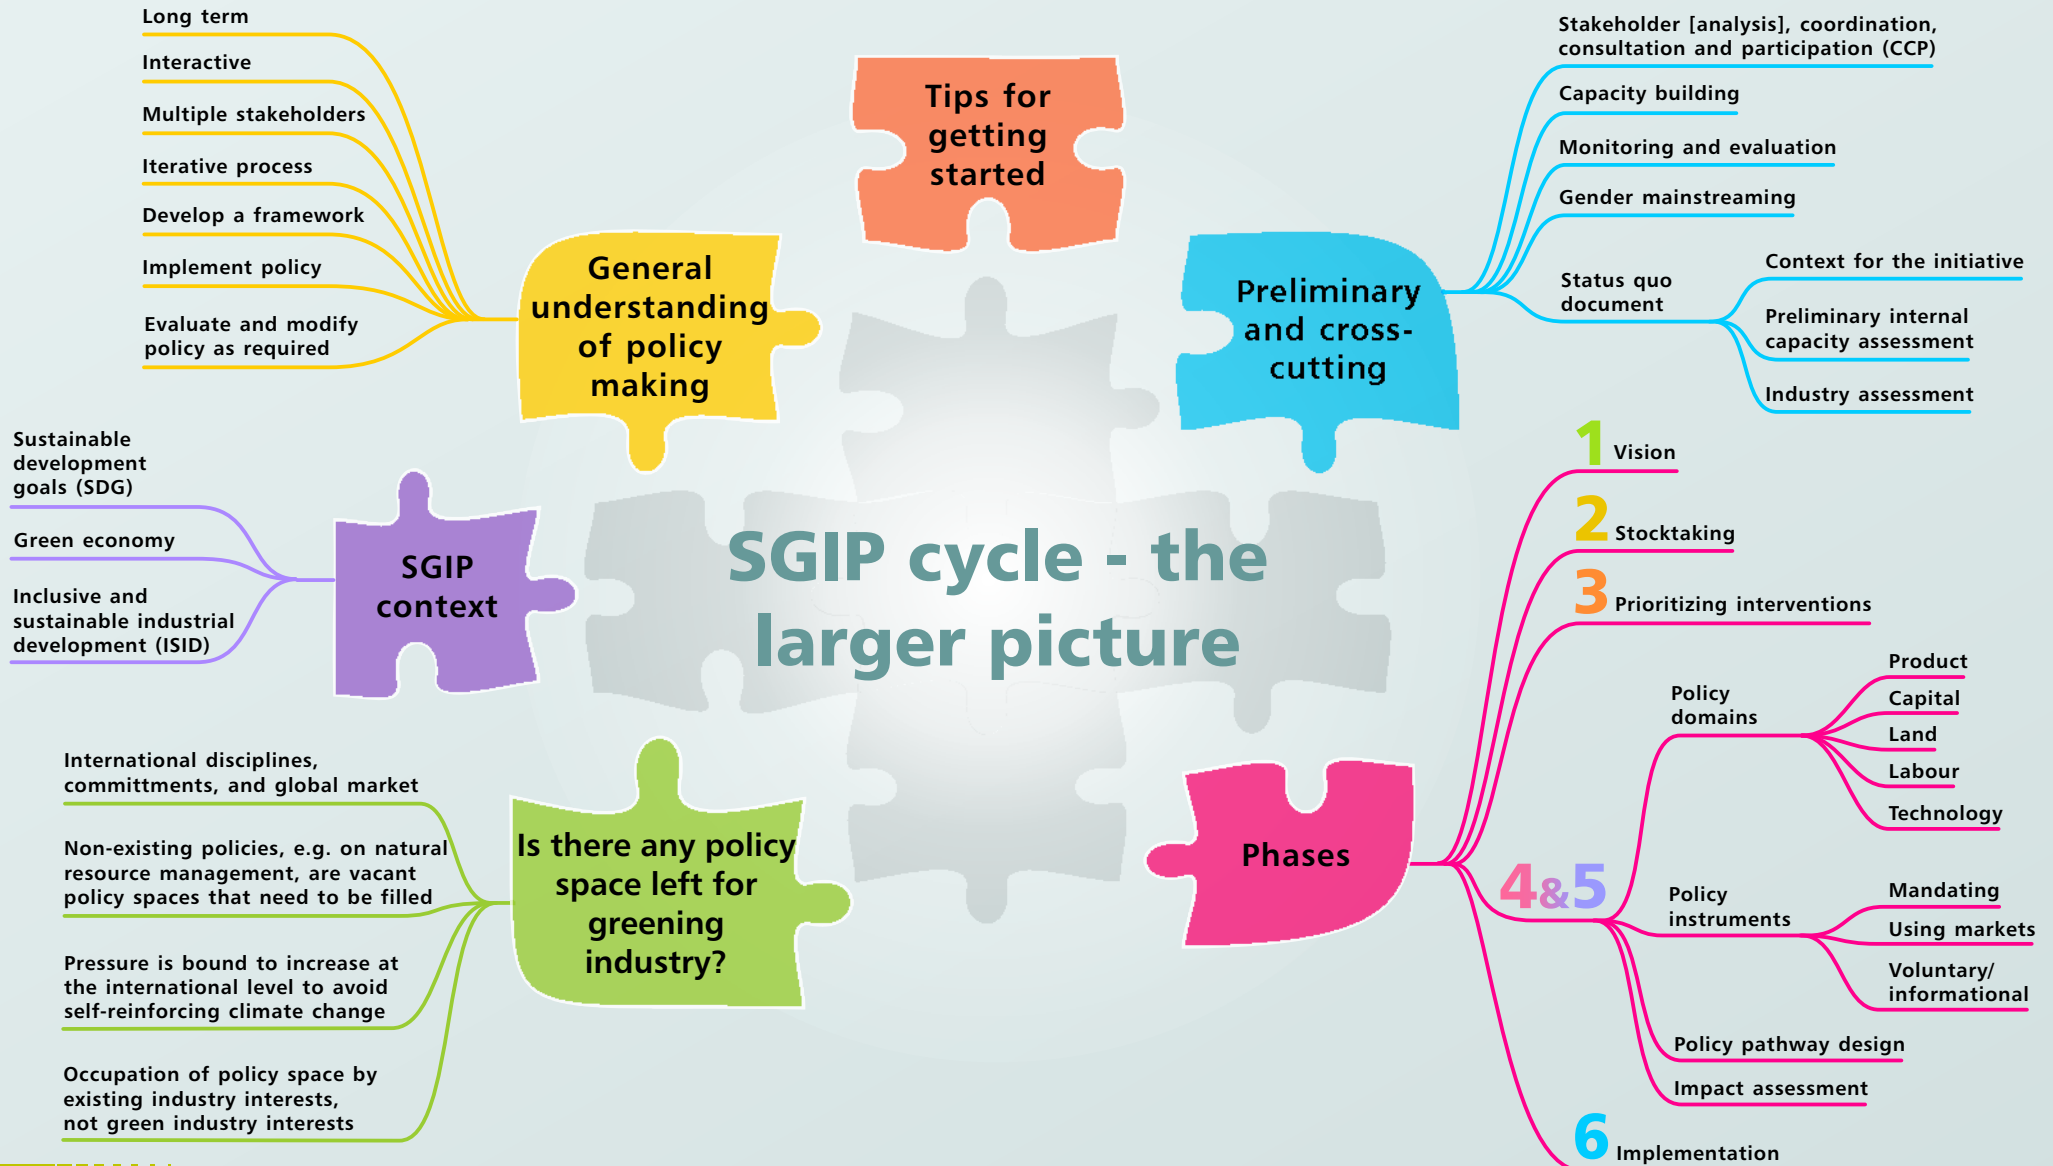 Long term
Interactive
Multiple stakeholders
Iterative process
Develop a framework
Implement policy
Evaluate and modify
policy as required
General
understanding
of policy
making
Tips for
getting
started
Preliminary
and cross-
cutting
Stakeholder [analysis], coordination,
consultation and participation (CCP)
Capacity building
Monitoring and evaluation
Gender mainstreaming
Status quo
document
Context for the initiative
Preliminary internal
capacity assessment
Industry assessment
Sustainable
development
goals (SDG)
Green economy
Inclusive and
sustainable industrial
development (ISID)
SGIP
context
SGIP cycle - the
larger picture
International disciplines,
committments, and global market
Non-existing policies, e.g. on natural
resource management, are vacant
policy spaces that need to be filled
Pressure is bound to increase at
the international level to avoid
self-reinforcing climate change
Occupation of policy space by
existing industry interests,
not green industry interests
Is there any policy
space left for
greening
industry?
Phases
1 Vision
2 Stocktaking
3 Prioritizing interventions
4&5
Policy
domains
Product
Capital
Land
Labour
Technology
Policy
instruments
Mandating
Using markets
Voluntary/
informational
Policy pathway design
Impact assessment
6 Implementation